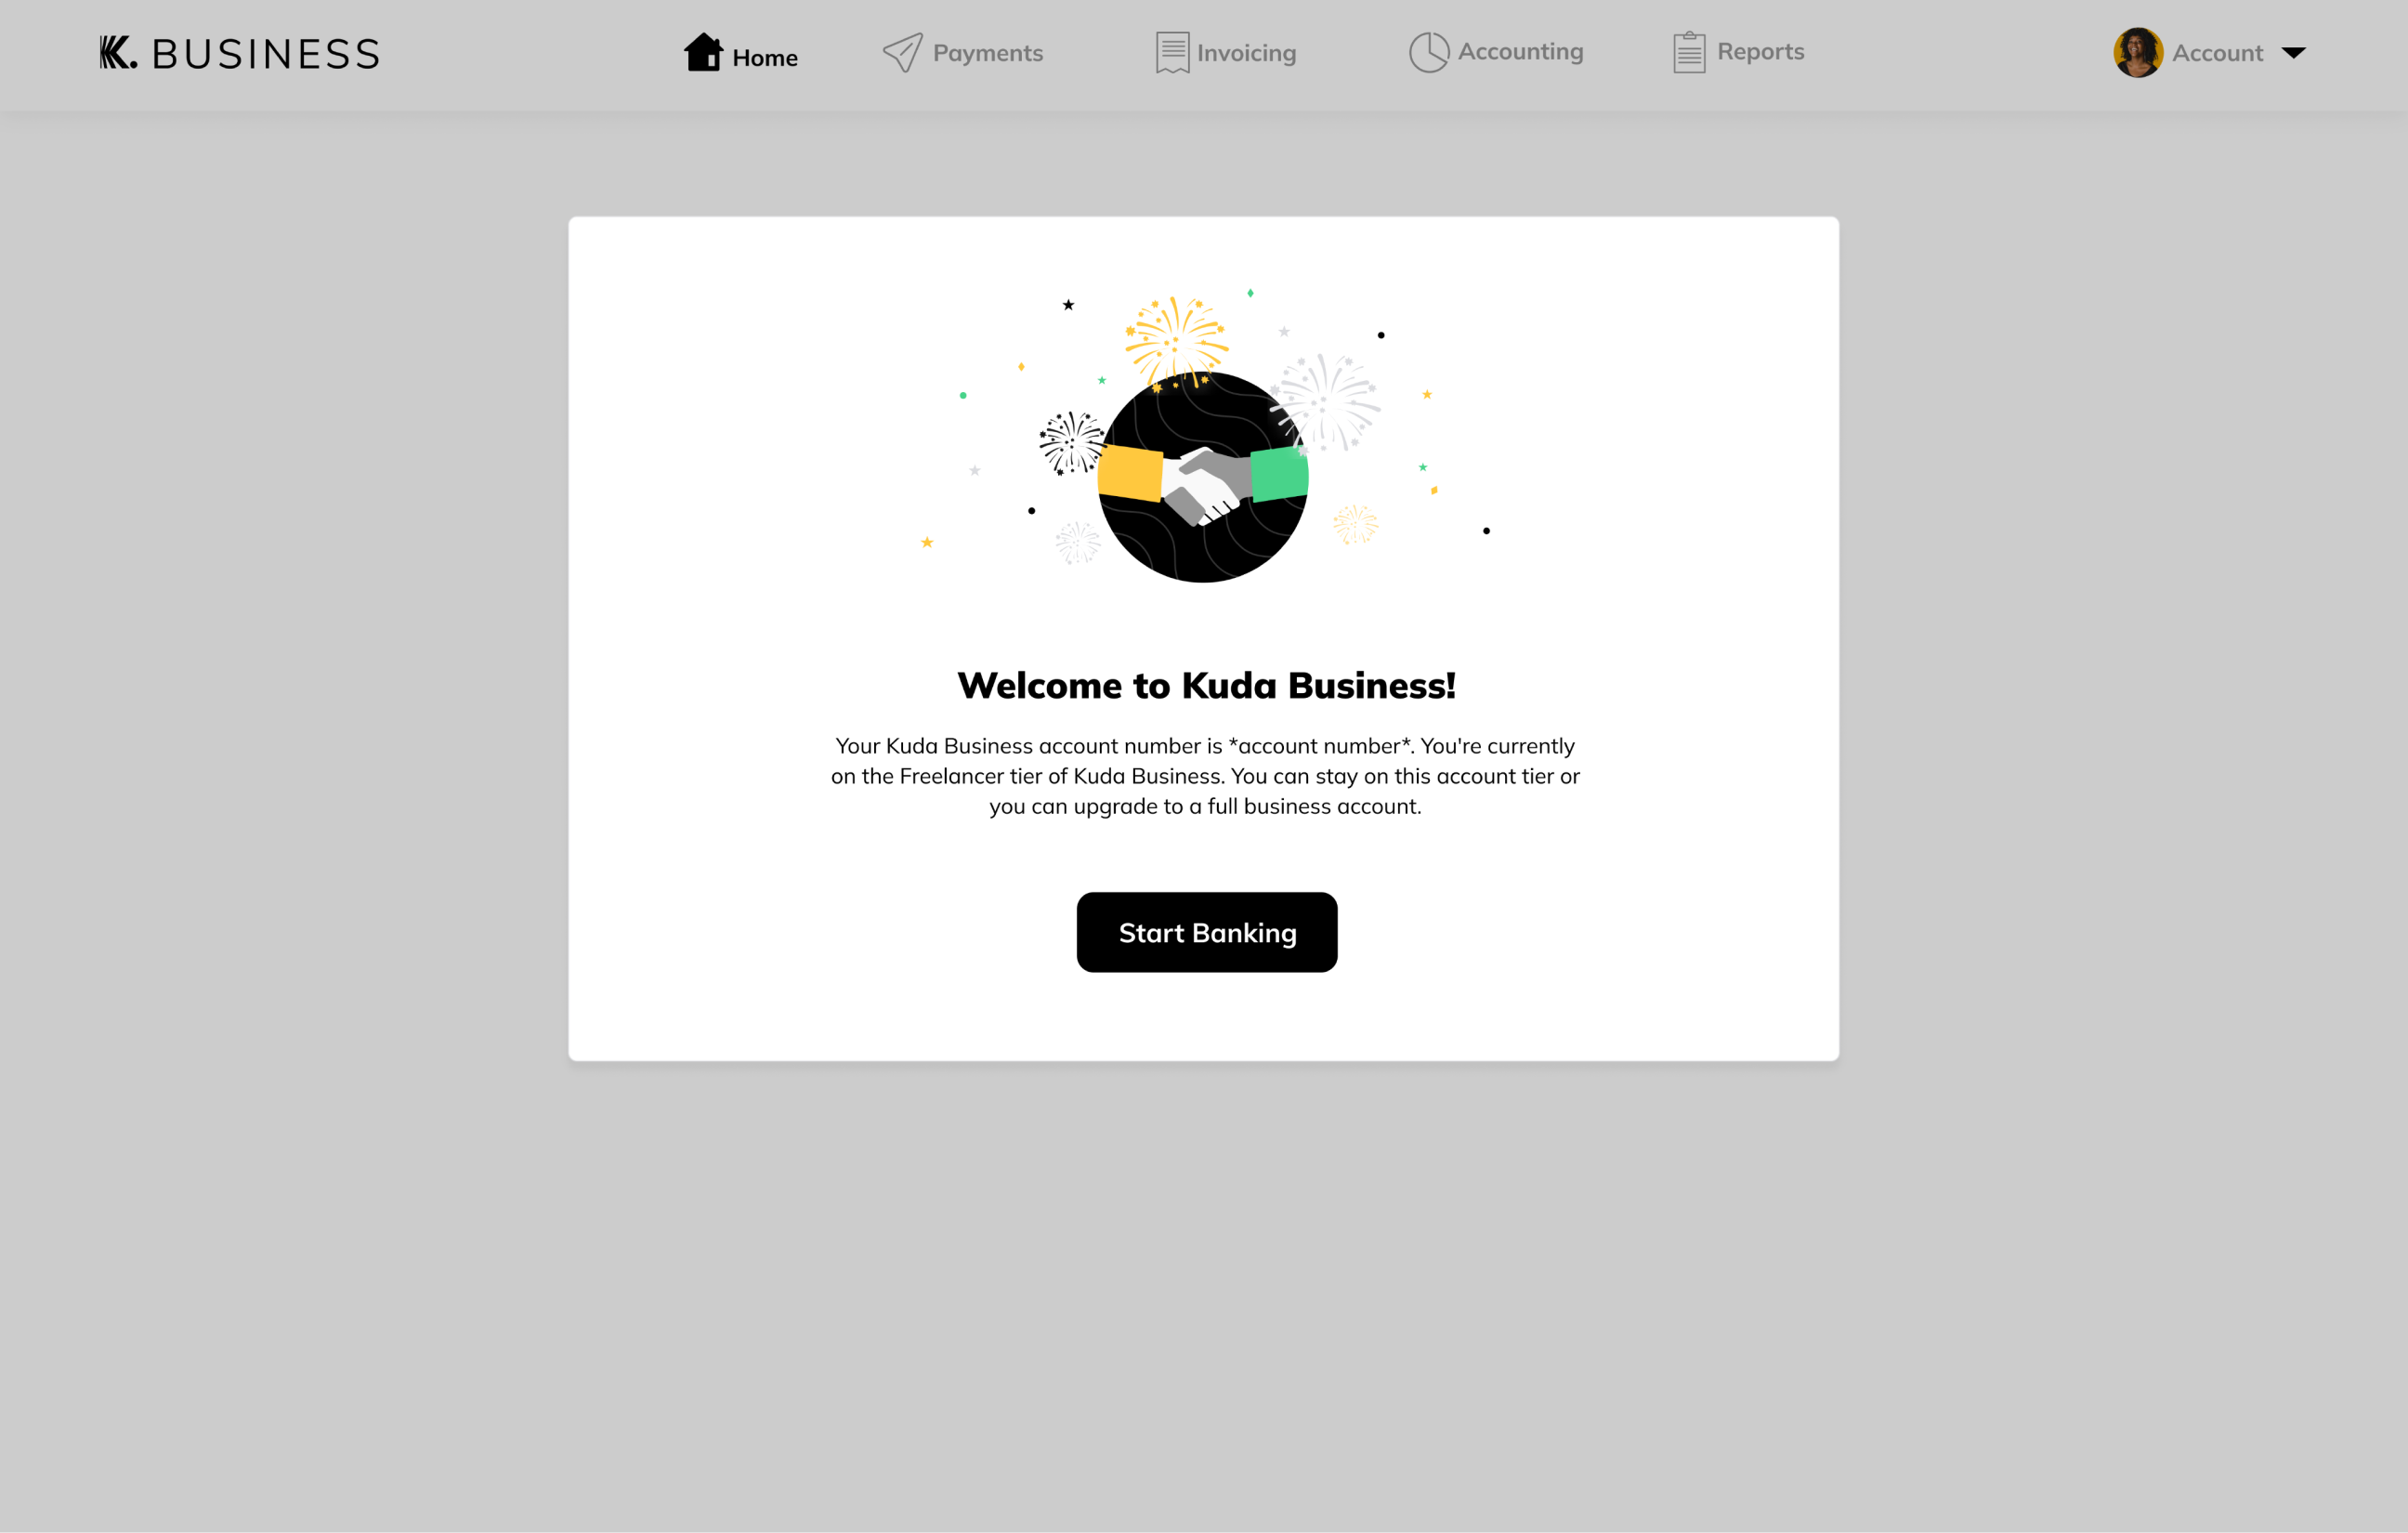 K. BUSINESS
Home
Payments
Invoicing
Accounting
Reports
Account
Welcome to Kuda Business!
Your Kuda Business account number is *account number*. You're currently
on the Freelancer tier of Kuda Business. You can stay on this account tier or
you can upgrade to a full business account.
Start Banking